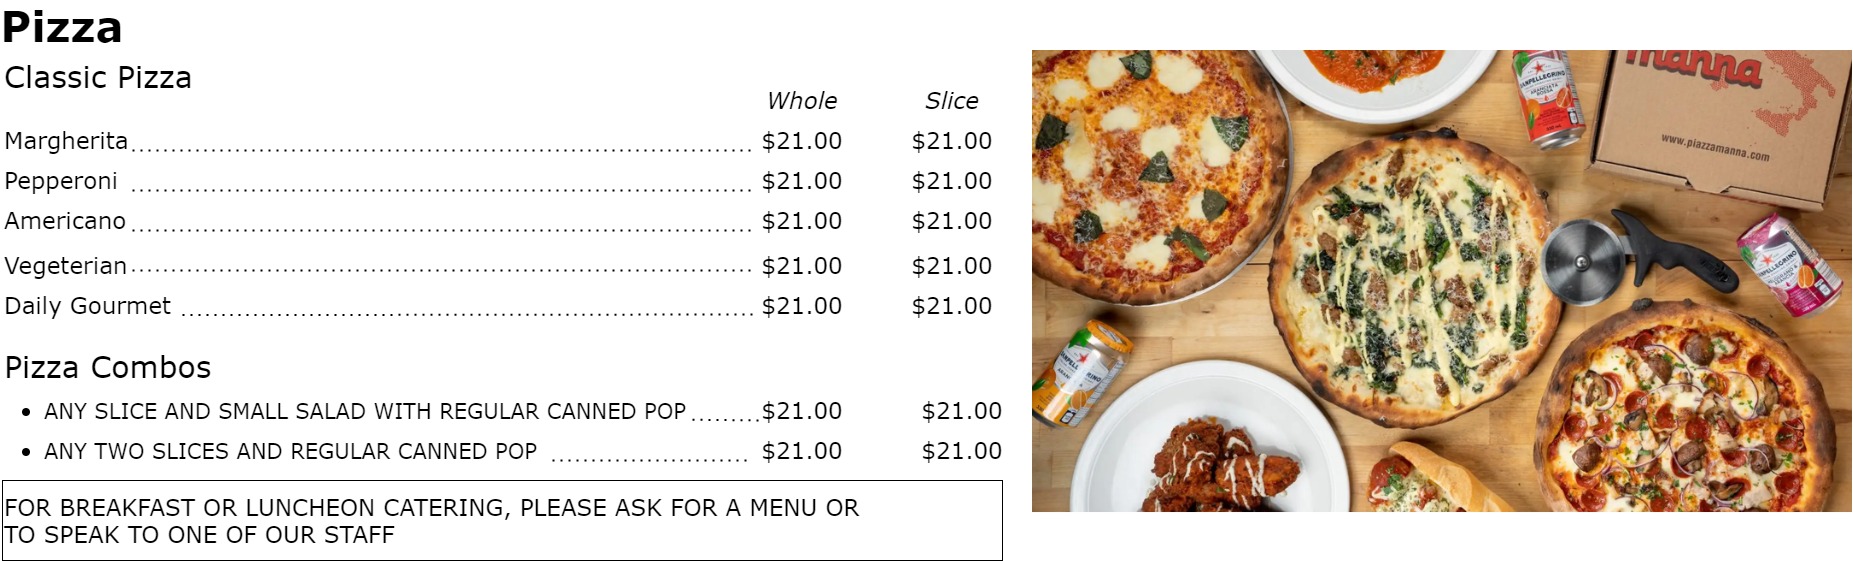 Pizza
Classic Pizza
Whole Slice
Margherita $21.00 $21.00
Pepperoni $21.00 $21.00
Americano $21.00 $21.00
Vegeterian $21.00 $21.00
Daily Gourmet $21.00 $21.00
Pizza Combos
• ANY SLICE AND SMALL SALAD WITH REGULAR CANNED POP $21.00 $21.00
• ANY TWO SLICES AND REGULAR CANNED POP $21.00 $21.00
FOR BREAKFAST OR LUNCHEON CATERING, PLEASE ASK FOR A MENU OR
TO SPEAK TO ONE OF OUR STAFF
manna
www.piazzamanna.com